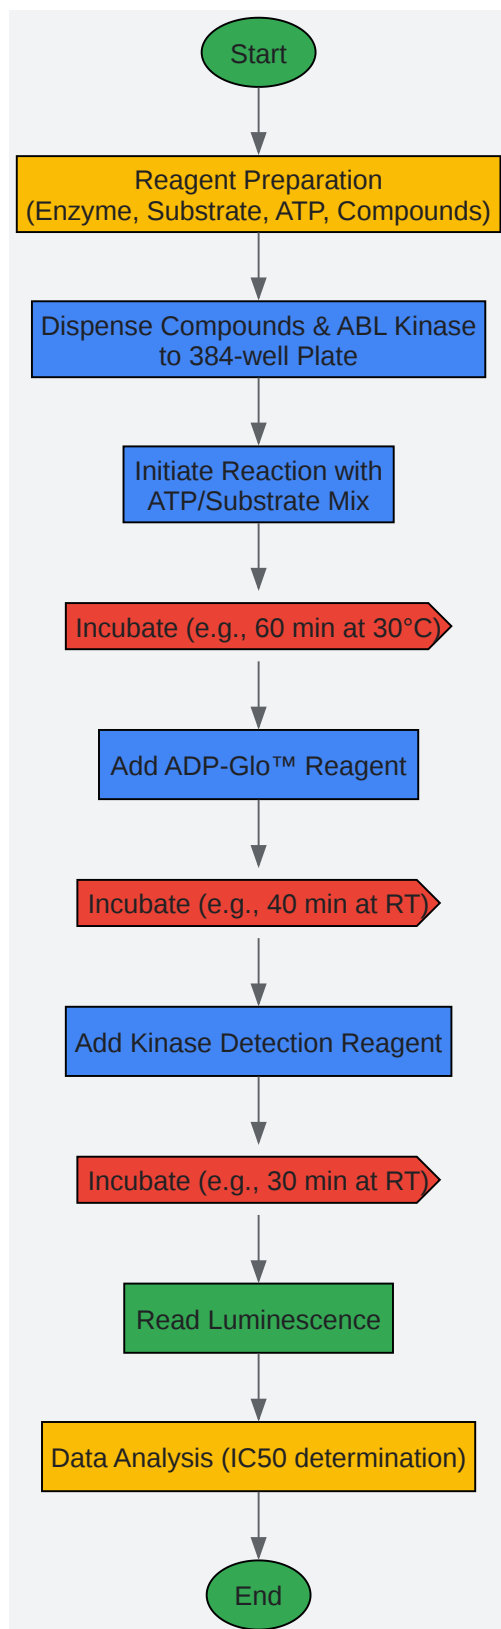 Start
Reagent Preparation
(Enzyme, Substrate, ATP, Compounds)
Dispense Compounds & ABL Kinase
to 384-well Plate
Initiate Reaction with
ATP/Substrate Mix
Incubate (e.g., 60 min at 30°C)
Add ADP-Glo™ Reagent
Incubate (e.g., 40 min at RT)
Add Kinase Detection Reagent
Incubate (e.g., 30 min at RT)
Read Luminescence
Data Analysis (IC50 determination)
End